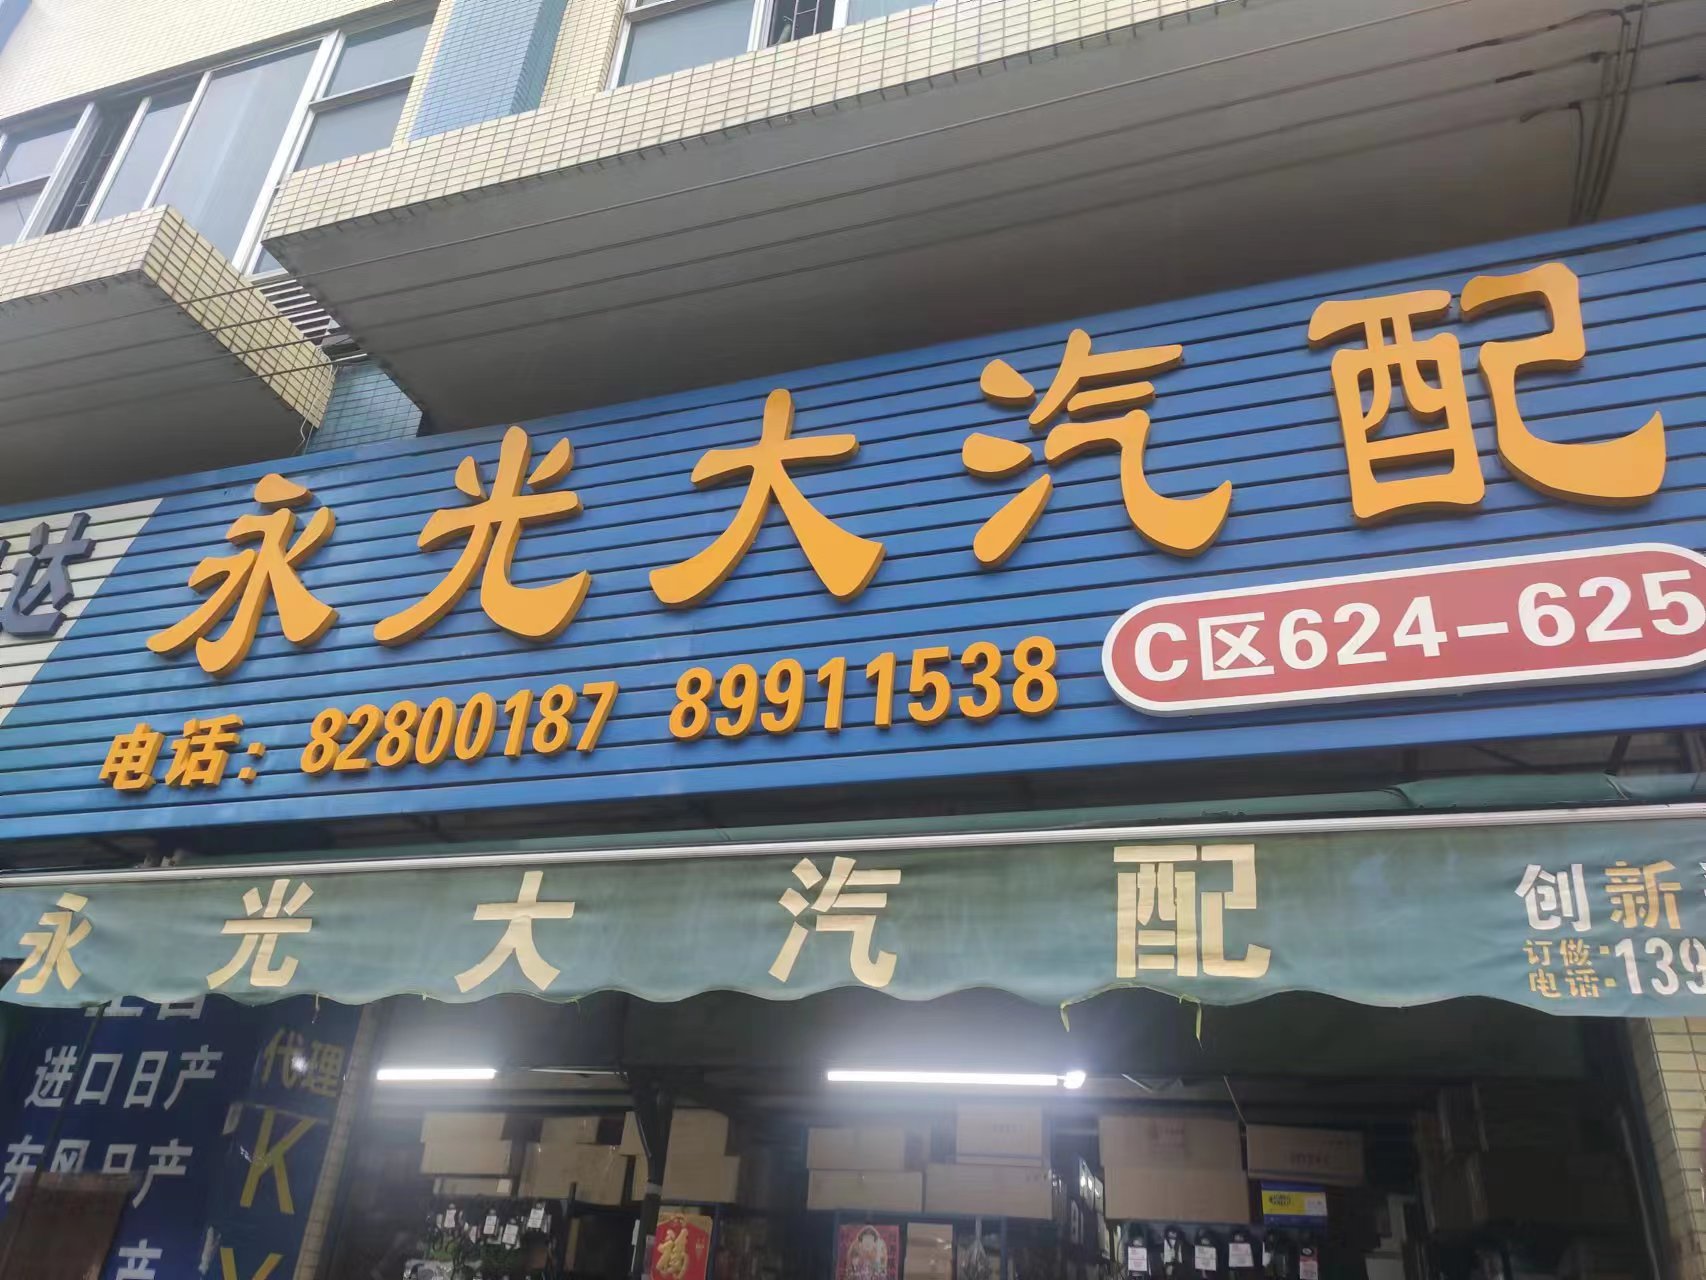 达
永光大汽配
电话：82800187 89911538
C区624-625
永光大汽配
创新
订做
电话：139
进口日产
东风日产
产
代理
K
福